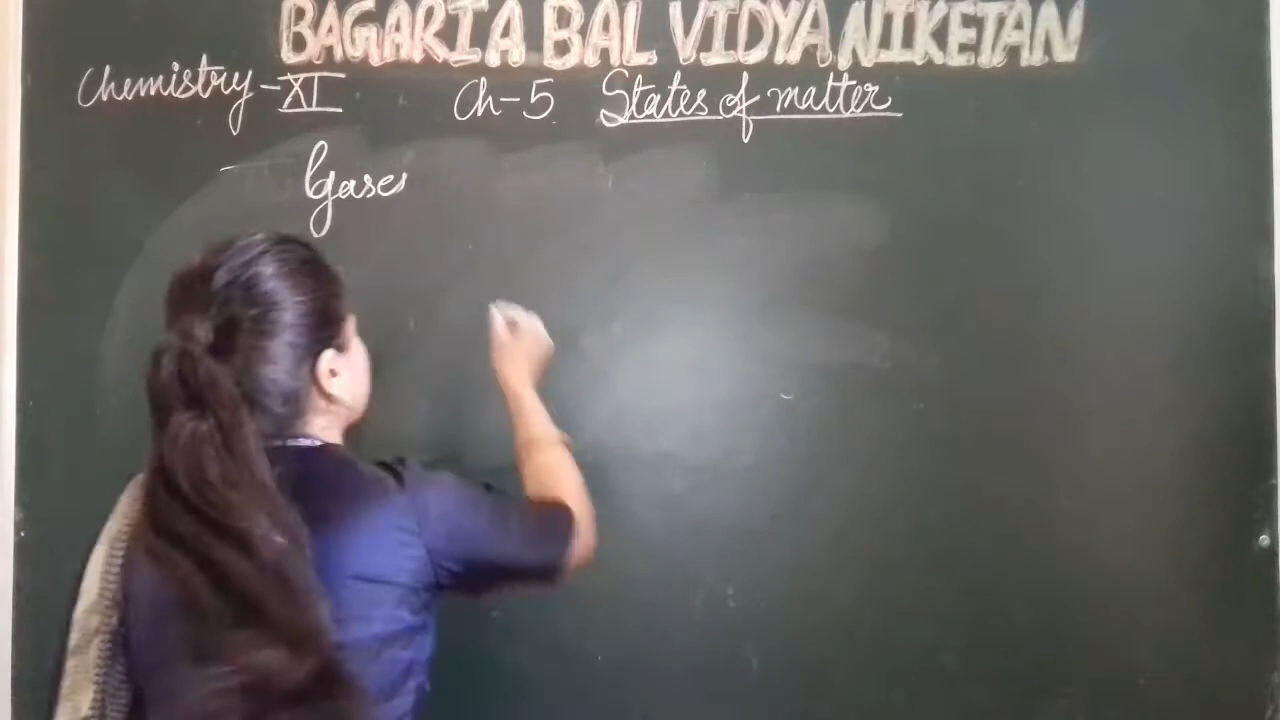 BAGARIA BAL VIDYA NIKETAN
Chemistry-XI Ch-5 States of matter
Gases